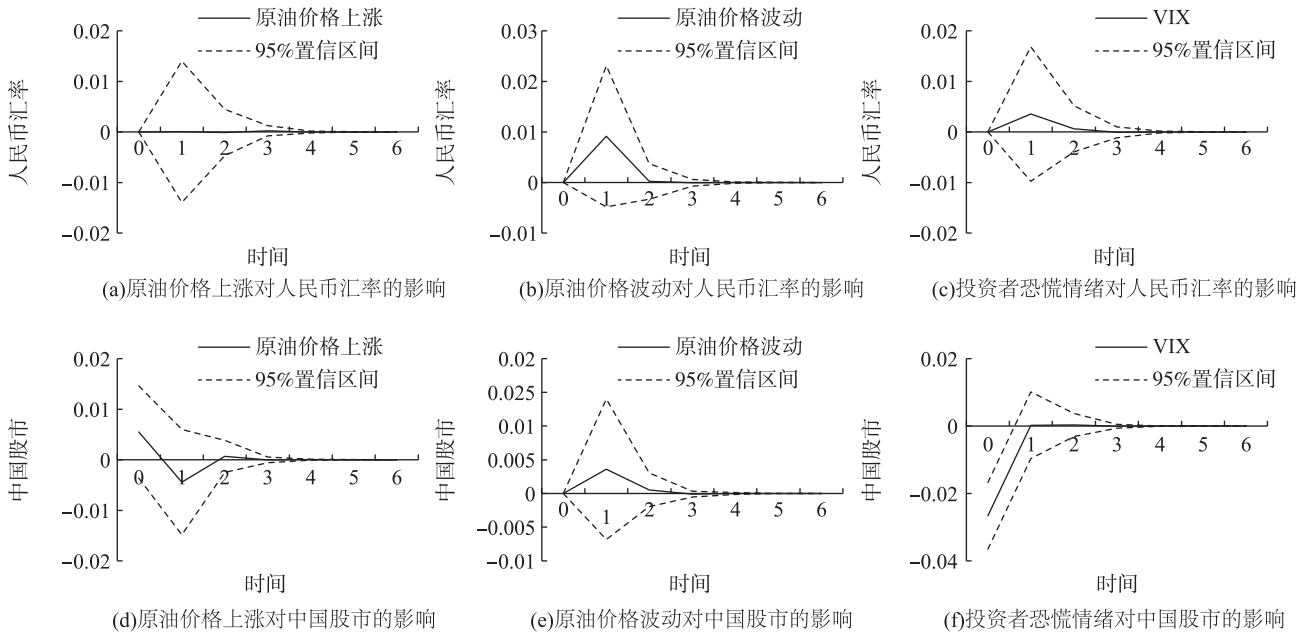 原油价格上涨
95%置信区间
0.02
0.01
0
−0.01
−0.02
0 1 2 3 4 5 6
人民币汇率
时间
(a)原油价格上涨对人民币汇率的影响
原油价格波动
95%置信区间
0.03
0.02
0.01
0
−0.01
0 1 2 3 4 5 6
人民币汇率
时间
(b)原油价格波动对人民币汇率的影响
VIX
95%置信区间
0.02
0.01
0
−0.01
−0.02
0 1 2 3 4 5 6
人民币汇率
时间
(c)投资者恐慌情绪对人民币汇率的影响
原油价格上涨
95%置信区间
0.02
0.01
0
−0.01
−0.02
0 1 2 3 4 5 6
中国股市
时间
(d)原油价格上涨对中国股市的影响
原油价格波动
95%置信区间
0.02
0.025
0.01
0.005
0
−0.005
−0.01
0 1 2 3 4 5 6
中国股市
时间
(e)原油价格波动对中国股市的影响
VIX
95%置信区间
0.02
0
−0.02
−0.04
0 1 2 3 4 5 6
中国股市
时间
(f)投资者恐慌情绪对中国股市的影响